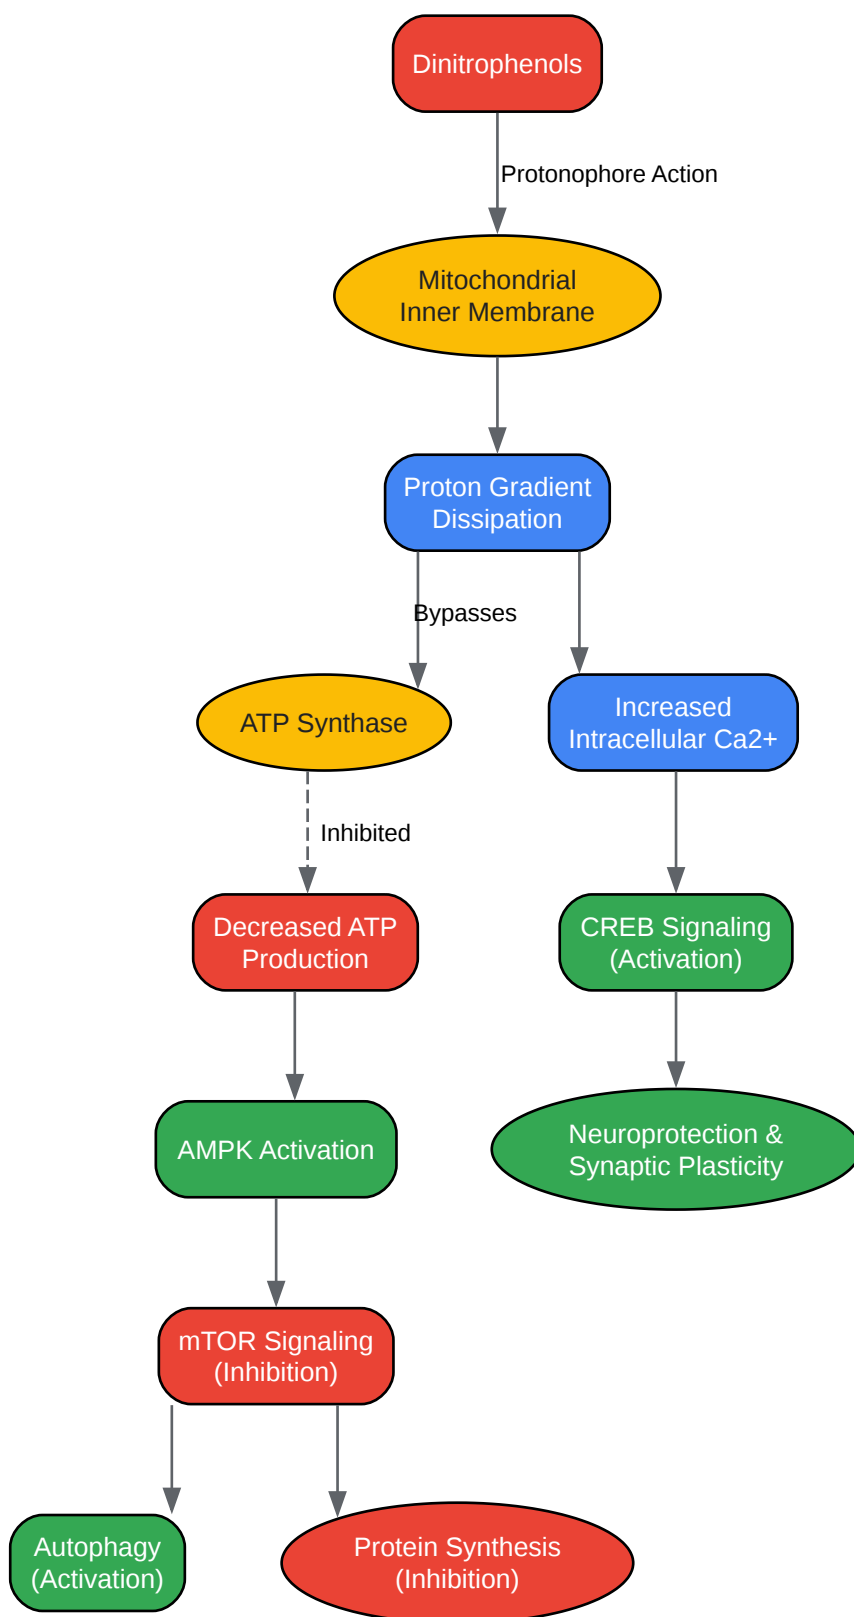 Dinitrophenols
Protonophore Action
Mitochondrial
Inner Membrane
Proton Gradient
Dissipation
Bypasses
ATP Synthase
Increased
Intracellular Ca2+
Inhibited
Decreased ATP
Production
CREB Signaling
(Activation)
AMPK Activation
Neuroprotection &
Synaptic Plasticity
mTOR Signaling
(Inhibition)
Autophagy
(Activation)
Protein Synthesis
(Inhibition)